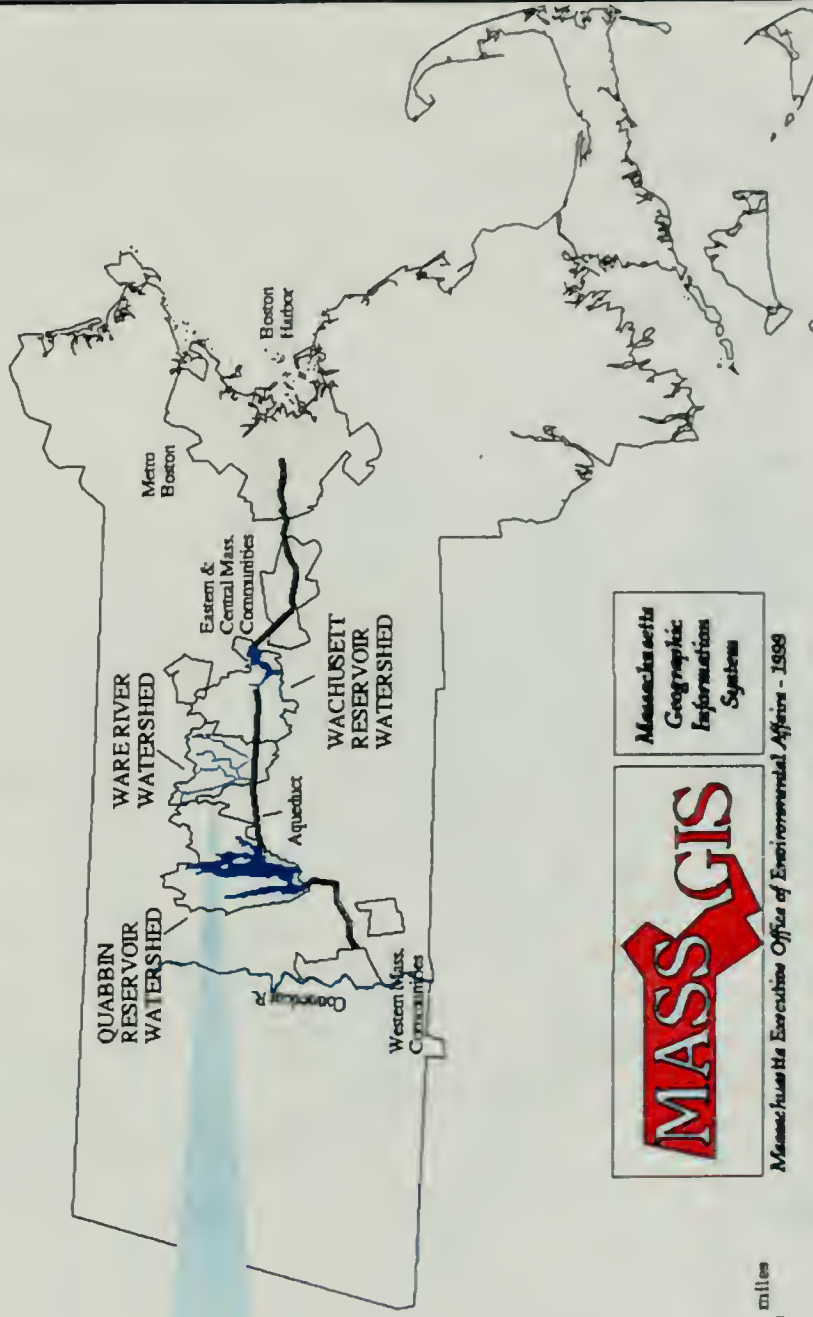 Metro
Boston
Boston
Harbor
Eastern &
Central Mass.
Communities
WARE RIVER
WATERSHED
WACHUSETT
RESERVOIR
WATERSHED
QUABBIN
RESERVOIR
WATERSHED
Aqueduct
R
Western Mass.
Communities
MASS GIS
Massachusetts
Geographic
Information
System
Massachusetts Executive Office of Environmental Affairs - 1999
miles